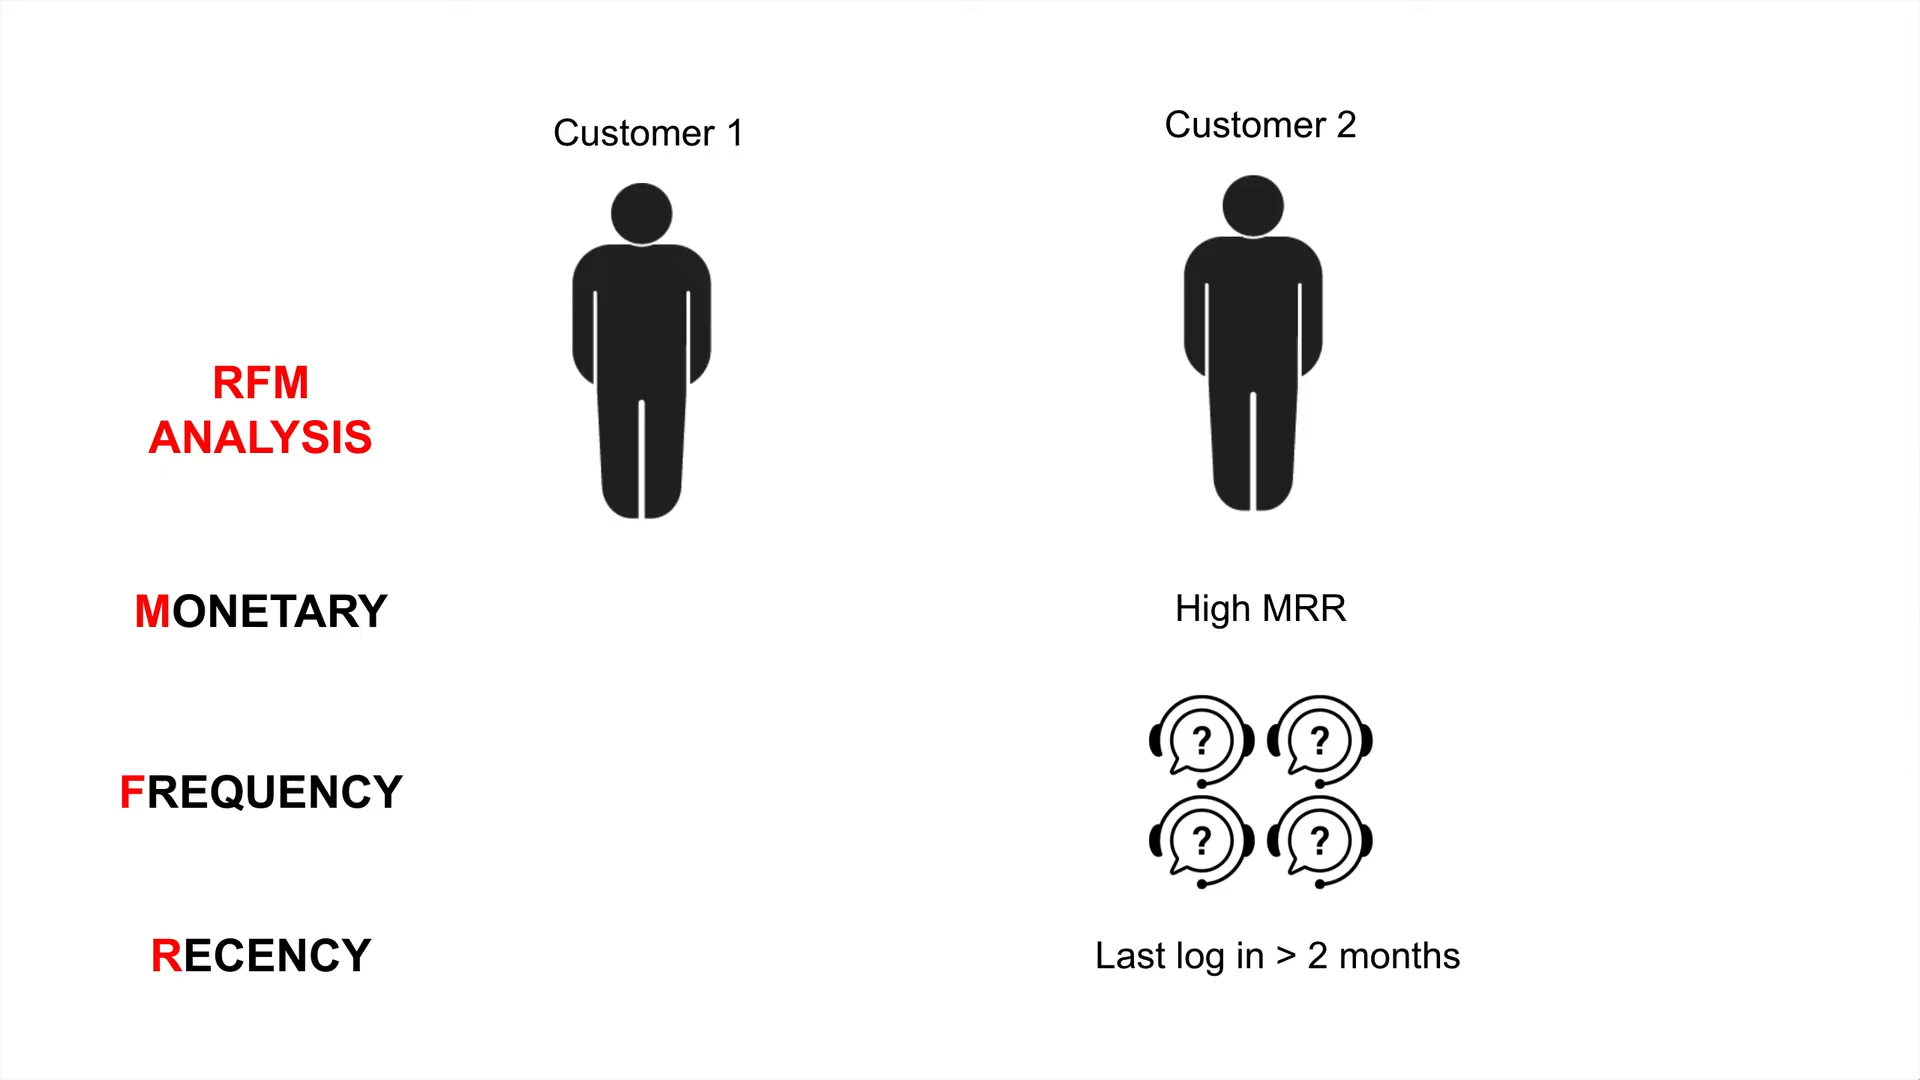 Customer 1
Customer 2
RFM
ANALYSIS
MONETARY
High MRR
? ?
FREQUENCY
? ?
RECENCY
Last log in > 2 months